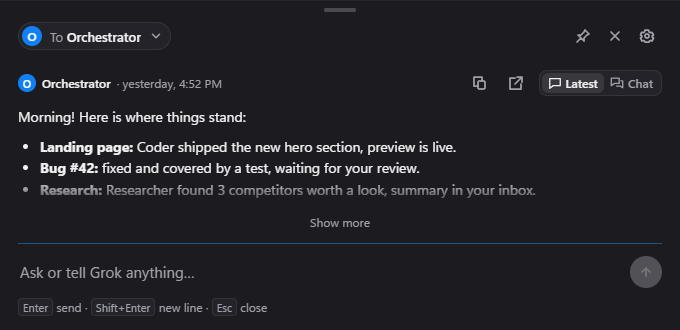 O To Orchestrator
O Orchestrator · yesterday, 4:52 PM
Latest
Chat
Morning! Here is where things stand:
• Landing page: Coder shipped the new hero section, preview is live.
• Bug #42: fixed and covered by a test, waiting for your review.
• Research: Researcher found 3 competitors worth a look, summary in your inbox.
Show more
Ask or tell Grok anything...
Enter send · Shift+Enter new line · Esc close